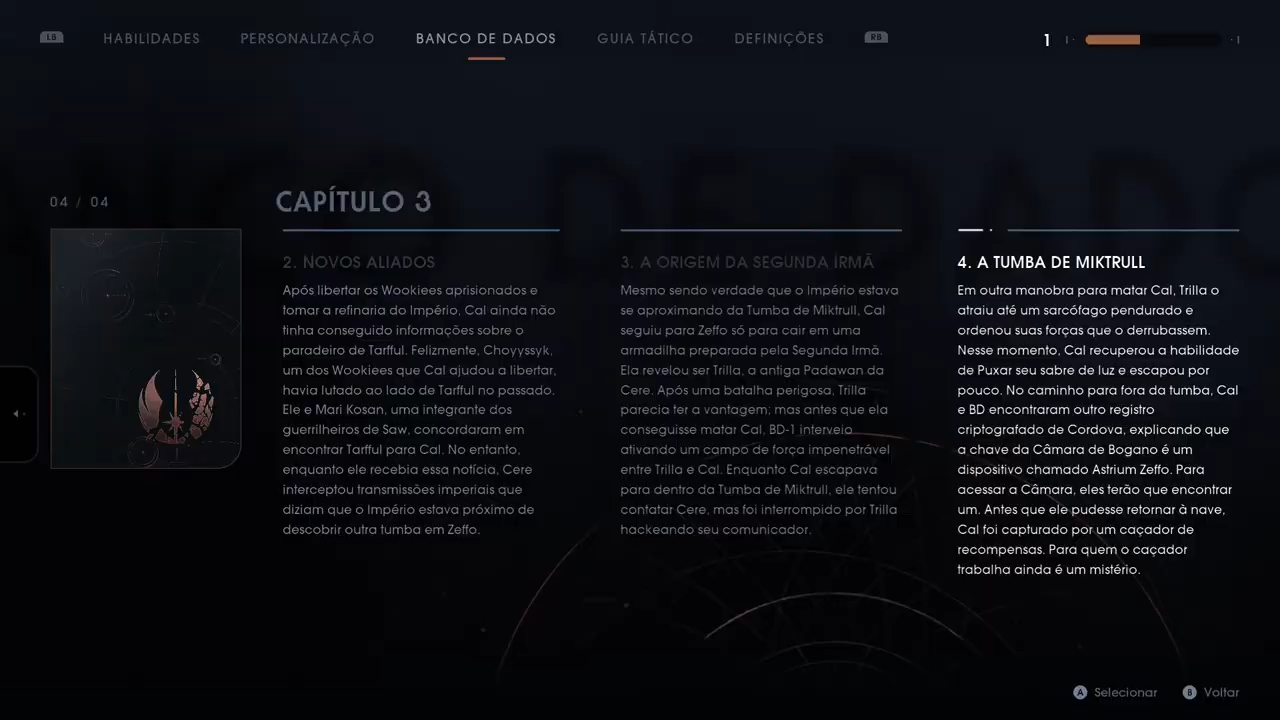 LB HABILIDADES PERSONALIZAÇÃO BANCO DE DADOS GUIA TÁTICO DEFINIÇÕES RB 1
04 / 04
CAPÍTULO 3
2. NOVOS ALIADOS
Após libertar os Wookiees aprisionados e
tomar a refinaria do Império, Cal ainda não
tinha conseguido informações sobre o
paradeiro de Tarfful. Felizmente, Choyyssyk,
um dos Wookiees que Cal ajudou a libertar,
havia lutado ao lado de Tarfful no passado.
Ele e Mari Kosan, uma integrante dos
guerrilheiros de Saw, concordaram em
encontrar Tarfful para Cal. No entanto,
enquanto ele recebia essa notícia, Cere
interceptou transmissões imperiais que
diziam que o Império estava próximo de
descobrir outra tumba em Zeffo.
3. A ORIGEM DA SEGUNDA IRMÃ
Mesmo sendo verdade que o Império estava
se aproximando da Tumba de Miktrull, Cal
seguiu para Zeffo só para cair em uma
armadilha preparada pela Segunda Irmã.
Ela revelou ser Trilla, a antiga Padawan da
Cere. Após uma batalha perigosa, Trilla
parecia ter a vantagem; mas antes que ela
conseguisse matar Cal, BD-1 interveio
ativando um campo de força impenetrável
entre Trilla e Cal. Enquanto Cal escapava
para dentro da Tumba de Miktrull, ele tentou
contatar Cere, mas foi interrompido por Trilla
hackeando seu comunicador.
4. A TUMBA DE MIKTRULL
Em outra manobra para matar Cal, Trilla o
atraiu até um sarcófago pendurado e
ordenou suas forças que o derrubassem.
Nesse momento, Cal recuperou a habilidade
de Puxar seu sabre de luz e escapou por
pouco. No caminho para fora da tumba, Cal
e BD encontraram outro registro
criptografado de Cordova, explicando que
a chave da Câmara de Bogano é um
dispositivo chamado Astrium Zeffo. Para
acessar a Câmara, eles terão que encontrar
um. Antes que ele pudesse retornar à nave,
Cal foi capturado por um caçador de
recompensas. Para quem o caçador
trabalha ainda é um mistério.
A Selecionar B Voltar